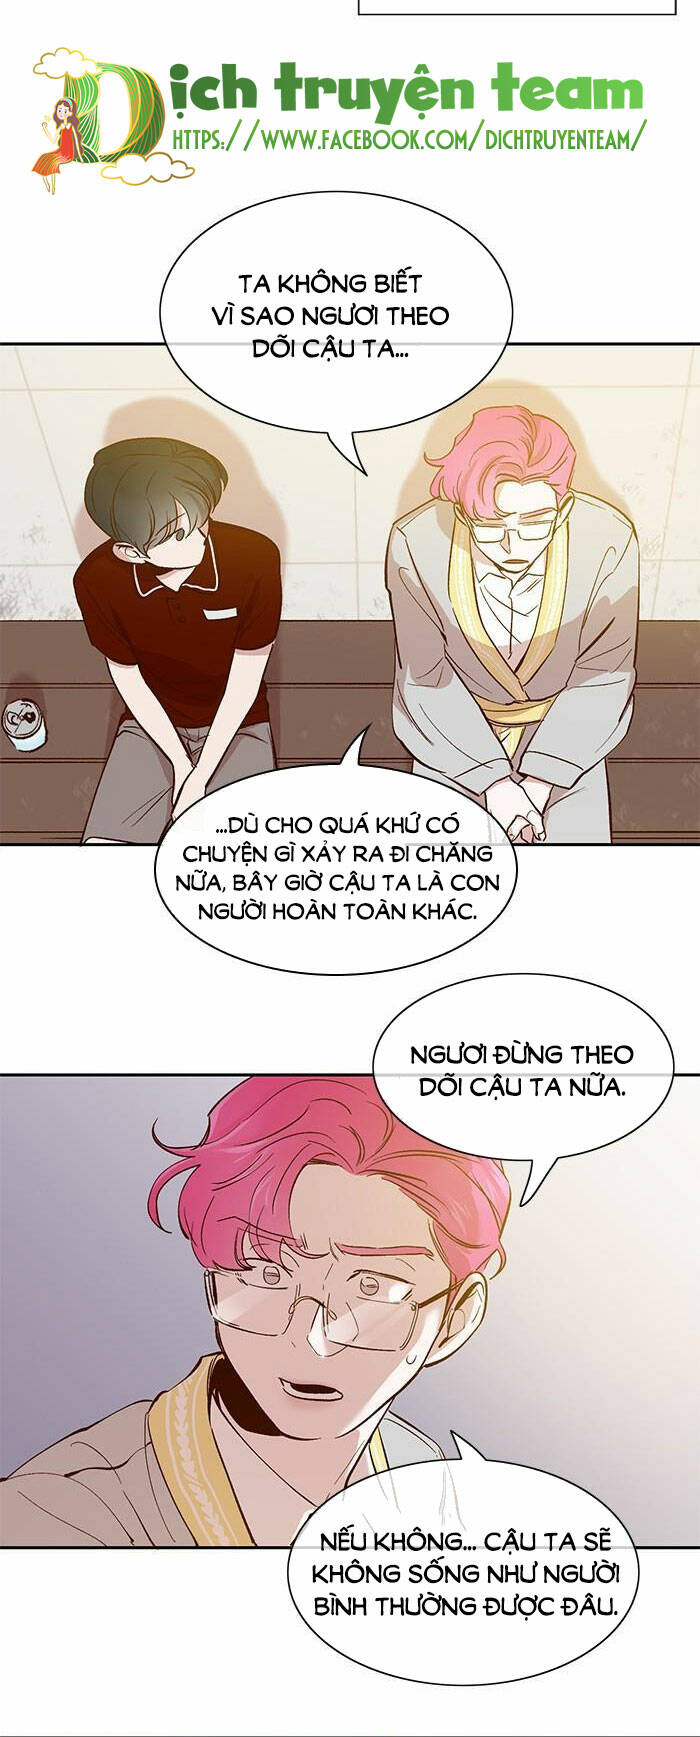 Dịch truyện team
HTTPS://WWW.FACEBOOK.COM/DICHTRUYENTEAM/
TA KHÔNG BIẾT
VÌ SAO NGƯƠI THEO
DÕI CẬU TA...
...DÙ CHO QUÁ KHỨ CÓ
CHUYỆN GÌ XẢY RA ĐI CHĂNG
NỮA, BÂY GIỜ CẬU TA LÀ CON
NGƯỜI HOÀN TOÀN KHÁC.
NGƯƠI ĐỪNG THEO
DÕI CẬU TA NỮA.
NẾU KHÔNG... CẬU TA SẼ
KHÔNG SỐNG NHƯ NGƯỜI
BÌNH THƯỜNG ĐƯỢC ĐÂU.